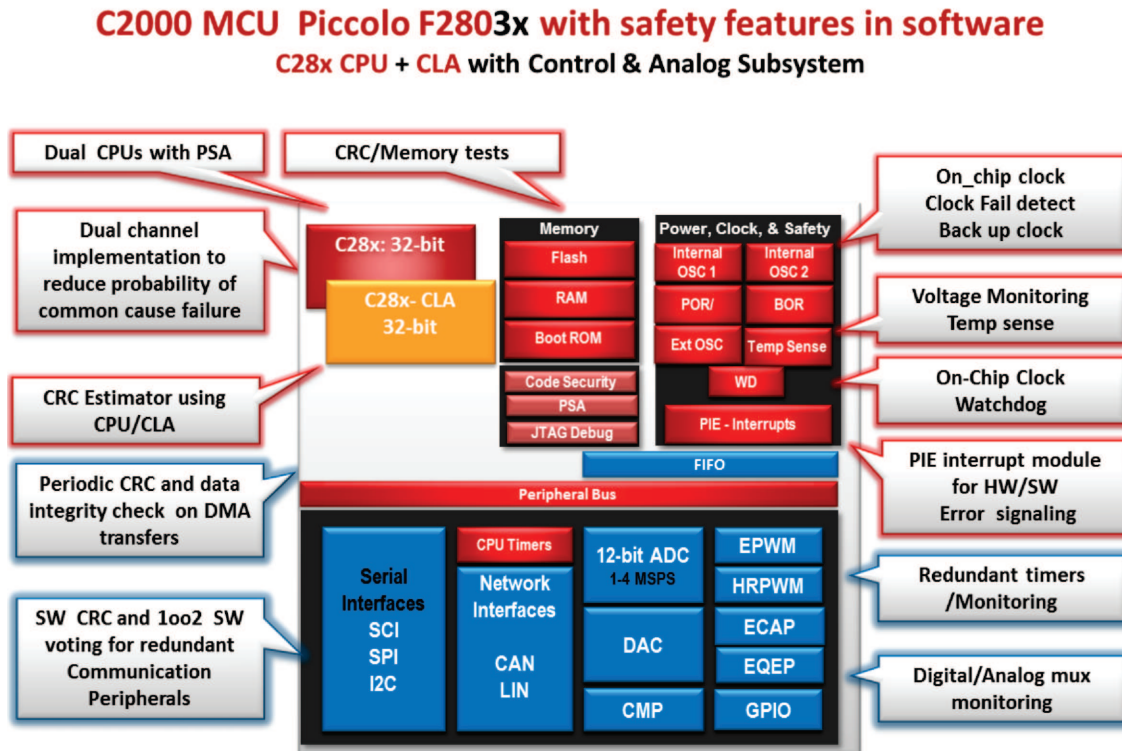 C2000 MCU Piccolo F2803x with safety features in software
C28x CPU + CLA with Control & Analog Subsystem
Dual CPUs with PSA
CRC/Memory tests
Dual channel
implementation to
reduce probability of
common cause failure
CRC Estimator using
CPU/CLA
Periodic CRC and data
integrity check on DMA
transfers
SW CRC and 1oo2 SW
voting for redundant
Communication
Peripherals
C28x: 32-bit
C28x- CLA
32-bit
Memory
Flash
RAM
Boot ROM
Code Security
PSA
JTAG Debug
Power, Clock, & Safety
Internal
OSC 1
Internal
OSC 2
POR/
BOR
Ext OSC
Temp Sense
WD
PIE - Interrupts
FIFO
Peripheral Bus
Serial
Interfaces
SCI
SPI
I2C
CPU Timers
Network
Interfaces
CAN
LIN
12-bit ADC
1-4 MSPS
DAC
CMP
EPWM
HRPWM
ECAP
EQEP
GPIO
On_chip clock
Clock Fail detect
Back up clock
Voltage Monitoring
Temp sense
On-Chip Clock
Watchdog
PIE interrupt module
for HW/SW
Error signaling
Redundant timers
/Monitoring
Digital/Analog mux
monitoring